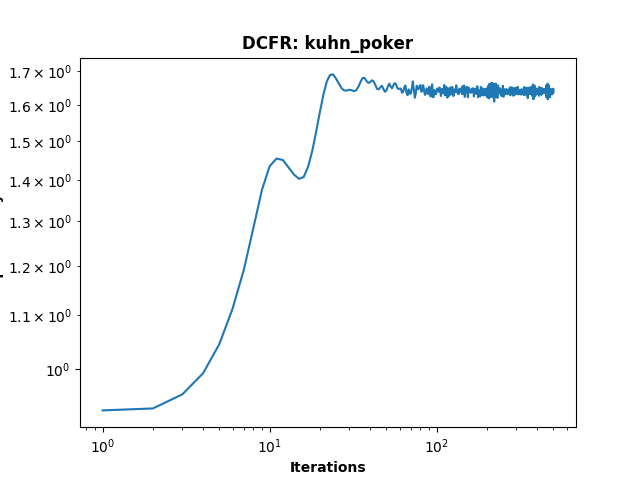 DCFR: kuhn_poker
1.7 × 10⁰
1.6 × 10⁰
1.5 × 10⁰
1.4 × 10⁰
1.3 × 10⁰
1.2 × 10⁰
1.1 × 10⁰
10⁰
10⁰ 10¹ 10²
Iterations